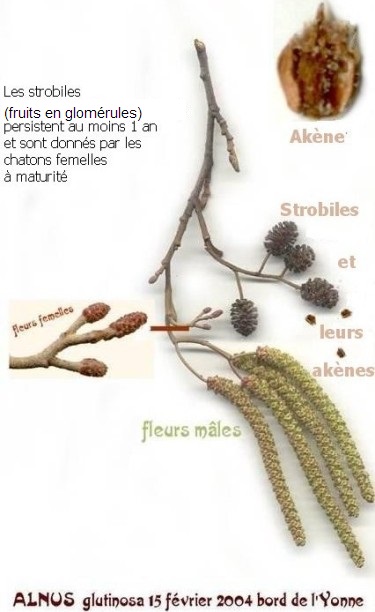 Les strobiles
(fruits en glomérules)
persistent au moins 1 an
et sont donnés par les
chatons femelles
à maturité
Akène
Strobiles
et
leurs
akènes
fleurs femelles
fleurs mâles
ALNUS glutinosa 15 février 2004 bord de l'Yonne